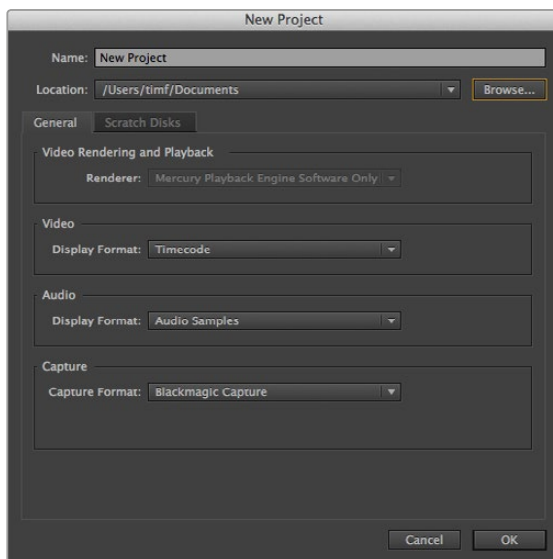 New Project
Name: New Project
Location: /Users/timf/Documents Browse...
General Scratch Disks
Video Rendering and Playback
Renderer: Mercury Playback Engine Software Only
Video
Display Format: Timecode
Audio
Display Format: Audio Samples
Capture
Capture Format: Blackmagic Capture
Cancel OK